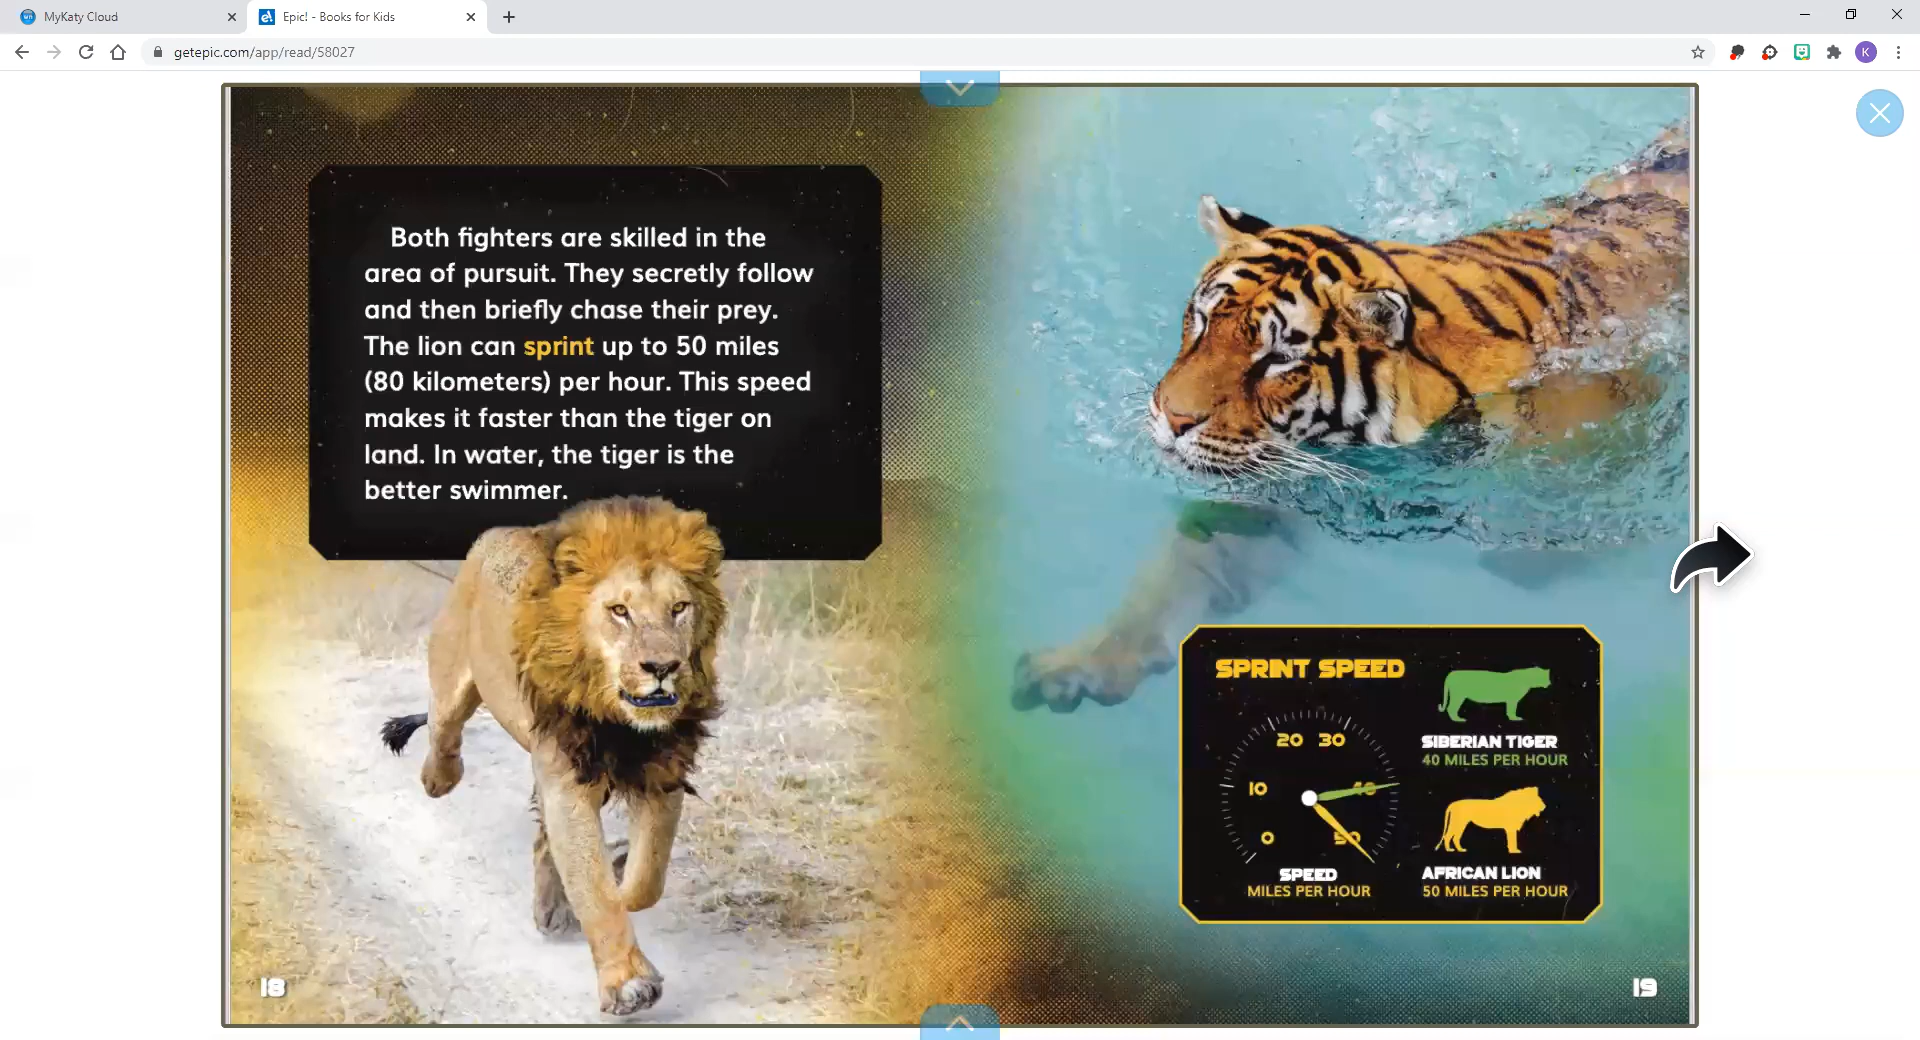 MyKaty Cloud
Epic! - Books for Kids
getepic.com/app/read/58027
K
Both fighters are skilled in the
area of pursuit. They secretly follow
and then briefly chase their prey.
The lion can sprint up to 50 miles
(80 kilometers) per hour. This speed
makes it faster than the tiger on
land. In water, the tiger is the
better swimmer.
18
SPRINT SPEED
20 30
10 40
0 50
SPEED
MILES PER HOUR
SIBERIAN TIGER
40 MILES PER HOUR
AFRICAN LION
50 MILES PER HOUR
19